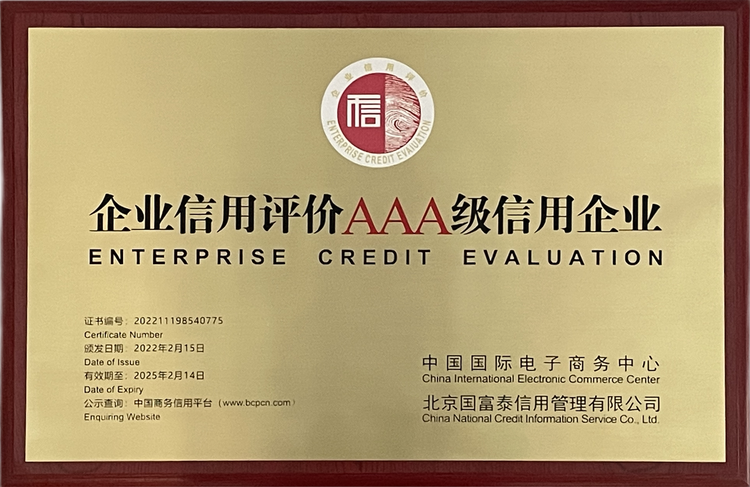 企业信用评价
信
ENTERPRISE CREDIT EVALUATION
企业信用评价AAA级信用企业
ENTERPRISE CREDIT EVALUATION
证书编号：202211198540775
Certificate Number
颁发日期：2022年2月15日
Date of Issue
有效期至：2025年2月14日
Date of Expiry
公示查询：中国商务信用平台（www.bcpcn.com）
Enquiring Website
中国国际电子商务中心
China International Electronic Commerce Center
北京国富泰信用管理有限公司
China National Credit Information Service Co., Ltd.